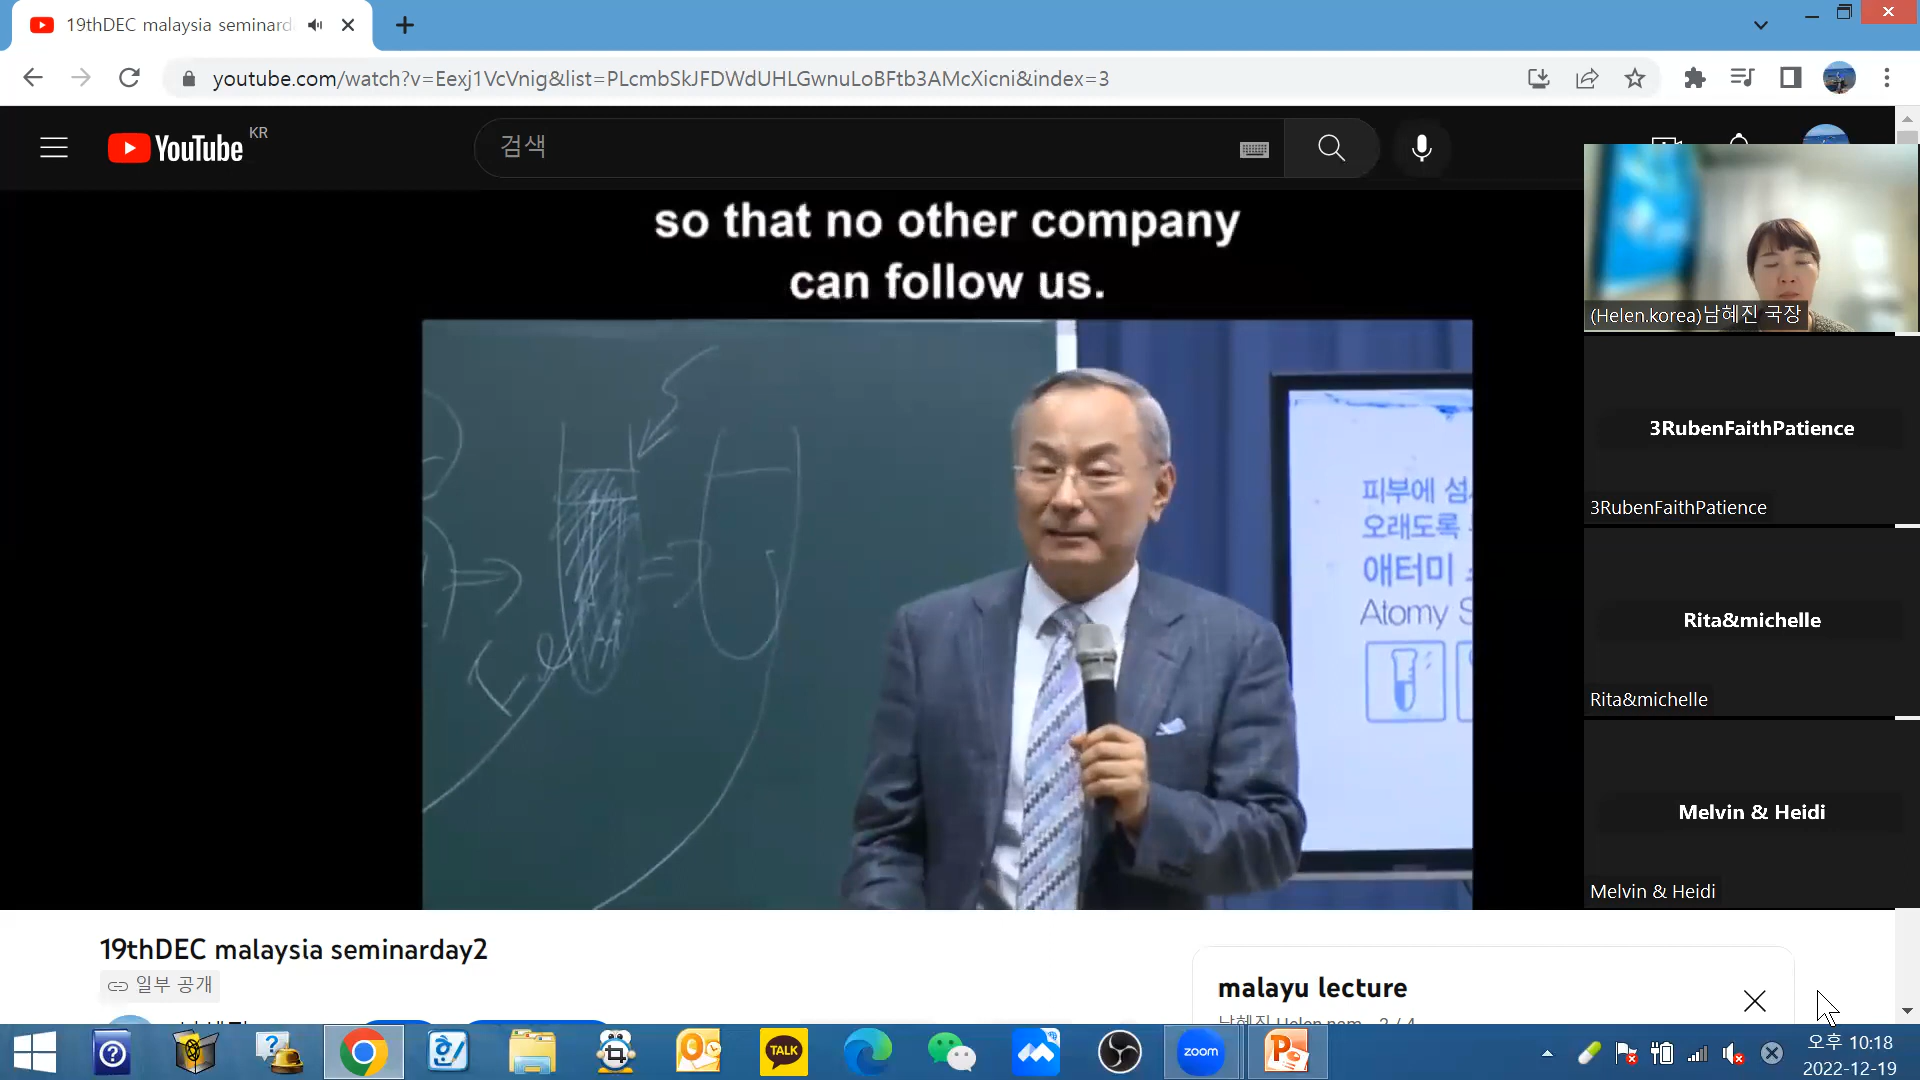 19thDEC malaysia seminard
youtube.com/watch?v=Eexj1VcVnig&list=PLcmbSkJFDWdUHLGwnuLoBFtb3AMcXicni&index=3
YouTube KR
검색
so that no other company
can follow us.
피부에
오래도록
애터미
Atomy S
(Helen.korea)남혜진 국장
3RubenFaithPatience
3RubenFaithPatience
Rita&michelle
Rita&michelle
Melvin & Heidi
Melvin & Heidi
19thDEC malaysia seminarday2
일부 공개
malayu lecture
TALK
zoom
오후 10:18
2022-12-19